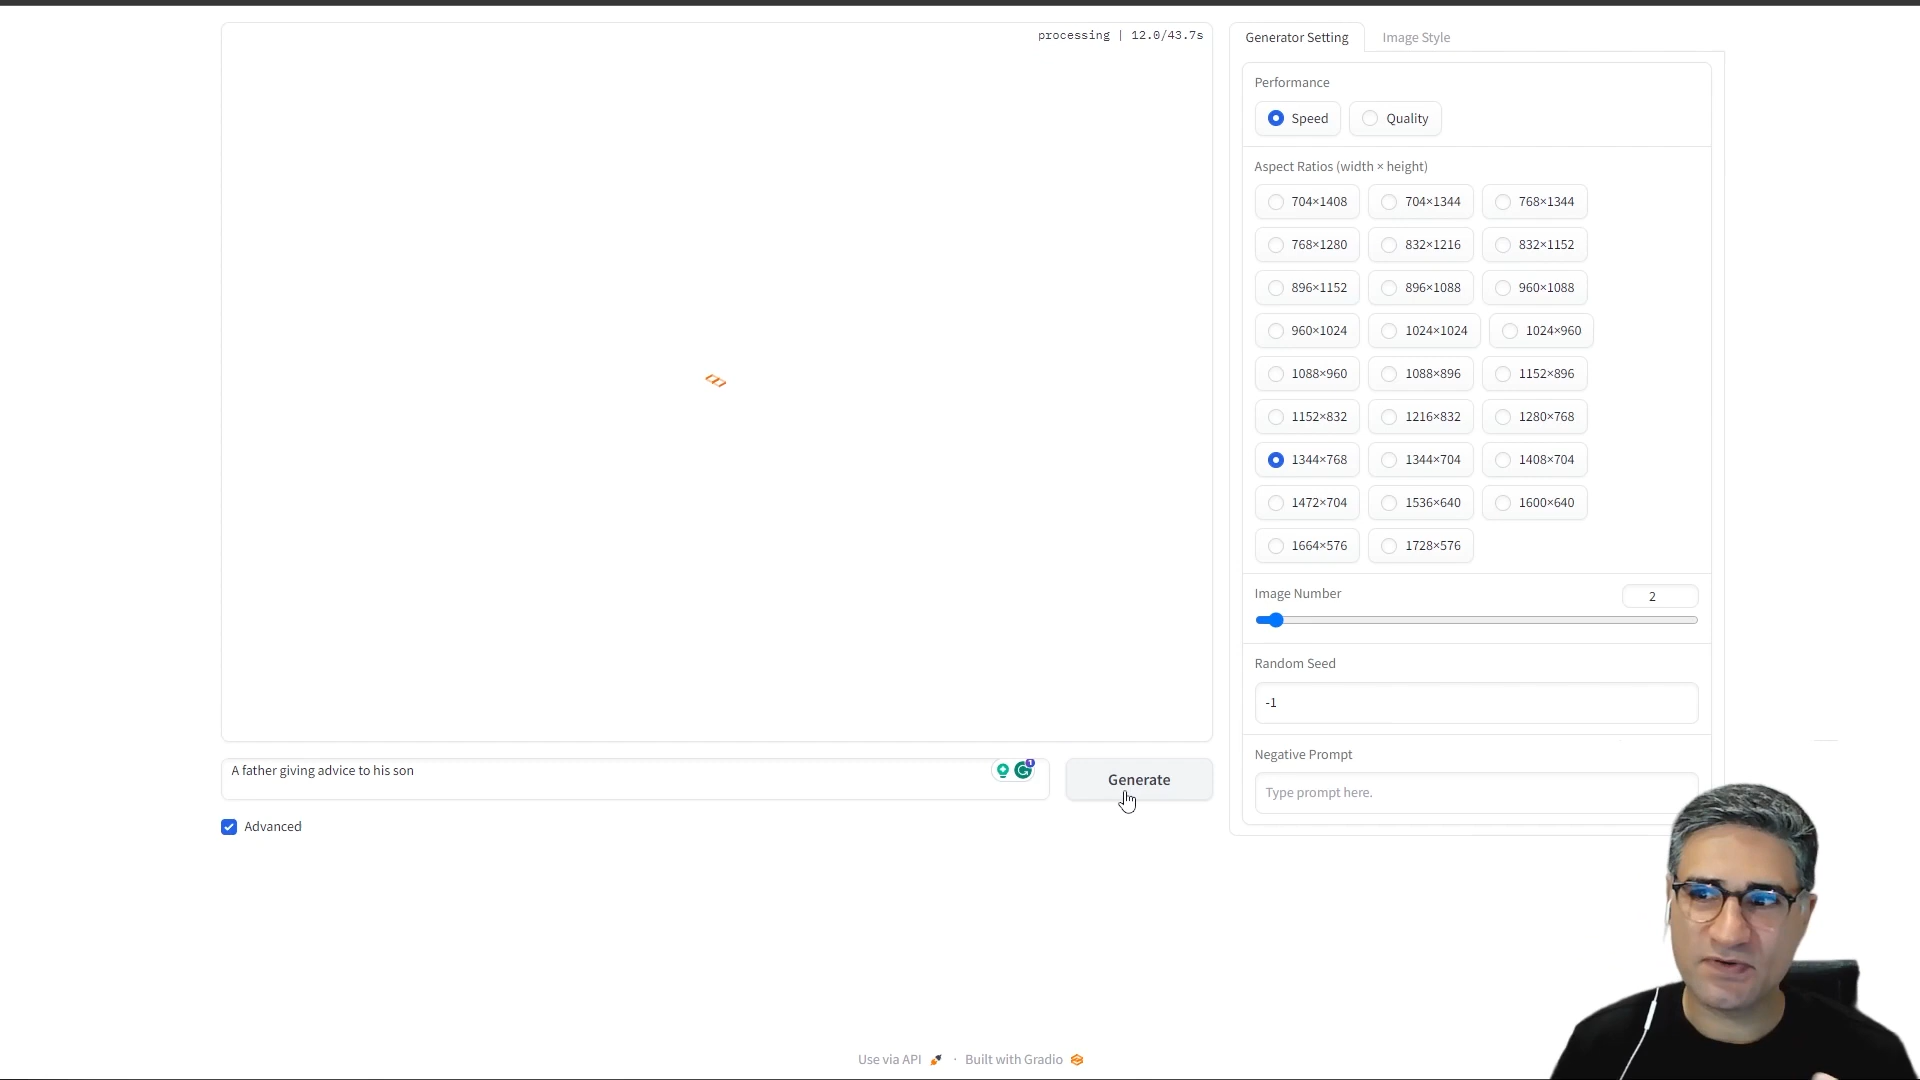 processing | 12.0/43.7s
Generator Setting
Image Style
Performance
Speed
Quality
Aspect Ratios (width × height)
704×1408
704×1344
768×1344
768×1280
832×1216
832×1152
896×1152
896×1088
960×1088
960×1024
1024×1024
1024×960
1088×960
1088×896
1152×896
1152×832
1216×832
1280×768
1344×768
1344×704
1408×704
1472×704
1536×640
1600×640
1664×576
1728×576
Image Number
2
Random Seed
-1
Negative Prompt
Type prompt here.
A father giving advice to his son
1
Generate
Advanced
Use via API · Built with Gradio